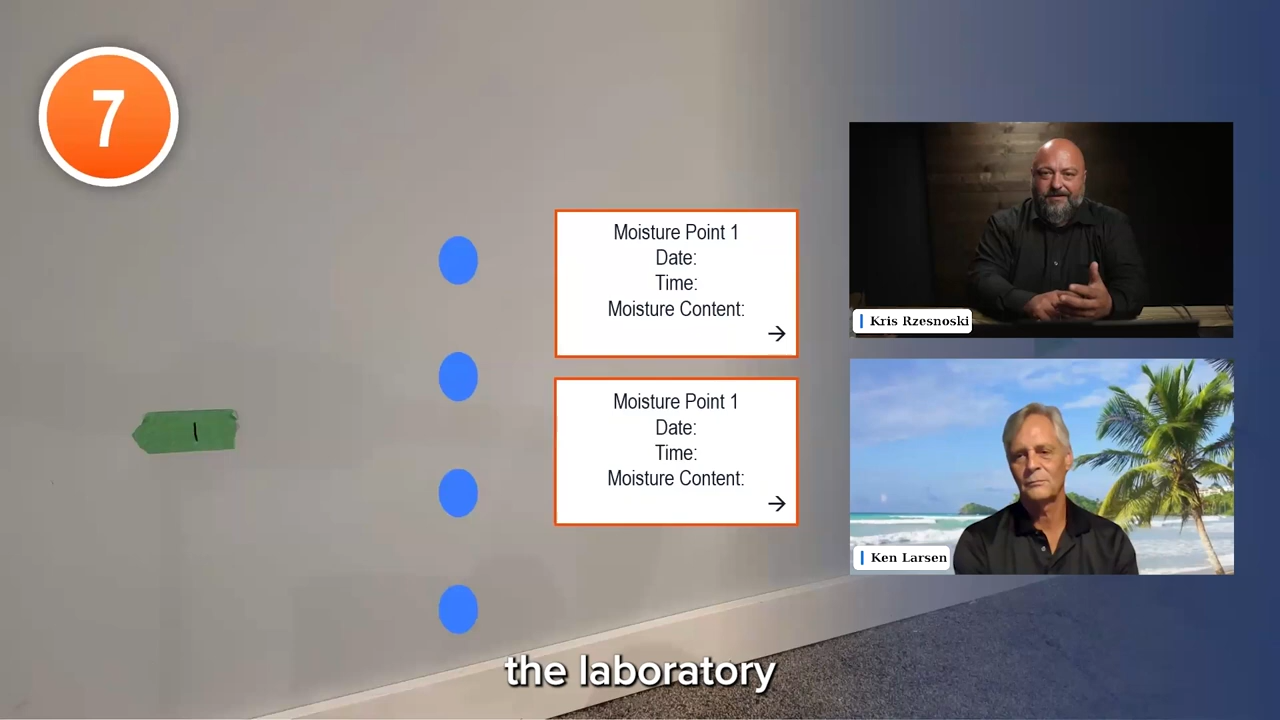 7
Moisture Point 1
Date:
Time:
Moisture Content:
→
Moisture Point 1
Date:
Time:
Moisture Content:
→
1
Kris Rzesnoski
Ken Larsen
the laboratory